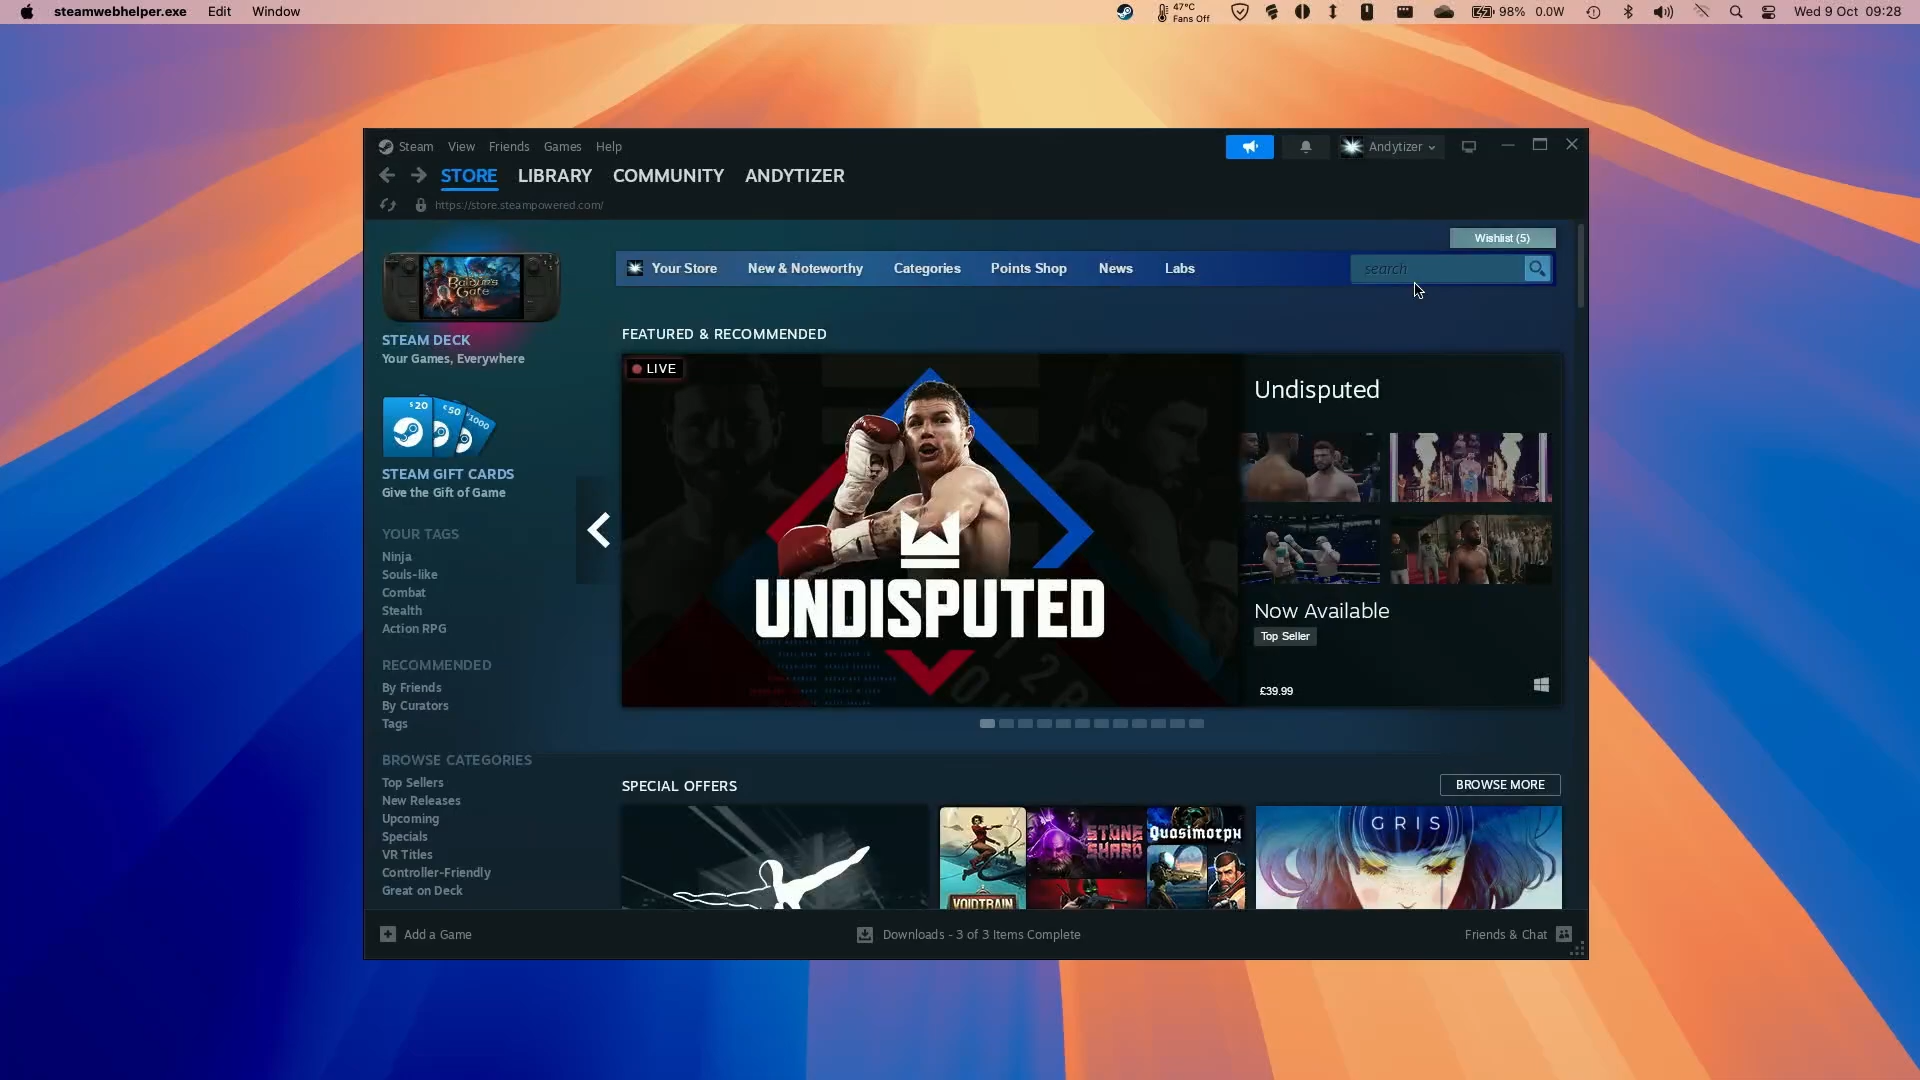 steamwebhelper.exe Edit Window
47°C
Fans Off
98% 0.0W
Wed 9 Oct 09:28
Steam View Friends Games Help
Andytizer
STORE LIBRARY COMMUNITY ANDYTIZER
https://store.steampowered.com/
Wishlist (5)
Your Store New & Noteworthy Categories Points Shop News Labs
search
Baldur's Gate
STEAM DECK
Your Games, Everywhere
$20 €50 ¥1000
STEAM GIFT CARDS
Give the Gift of Game
YOUR TAGS
Ninja
Souls-like
Combat
Stealth
Action RPG
RECOMMENDED
By Friends
By Curators
Tags
BROWSE CATEGORIES
Top Sellers
New Releases
Upcoming
Specials
VR Titles
Controller-Friendly
Great on Deck
FEATURED & RECOMMENDED
LIVE
UNDISPUTED
Undisputed
Now Available
Top Seller
£39.99
SPECIAL OFFERS
BROWSE MORE
VOIDTRAIN
STONE
SHARD
Quasimorph
GRIS
Add a Game
Downloads - 3 of 3 Items Complete
Friends & Chat